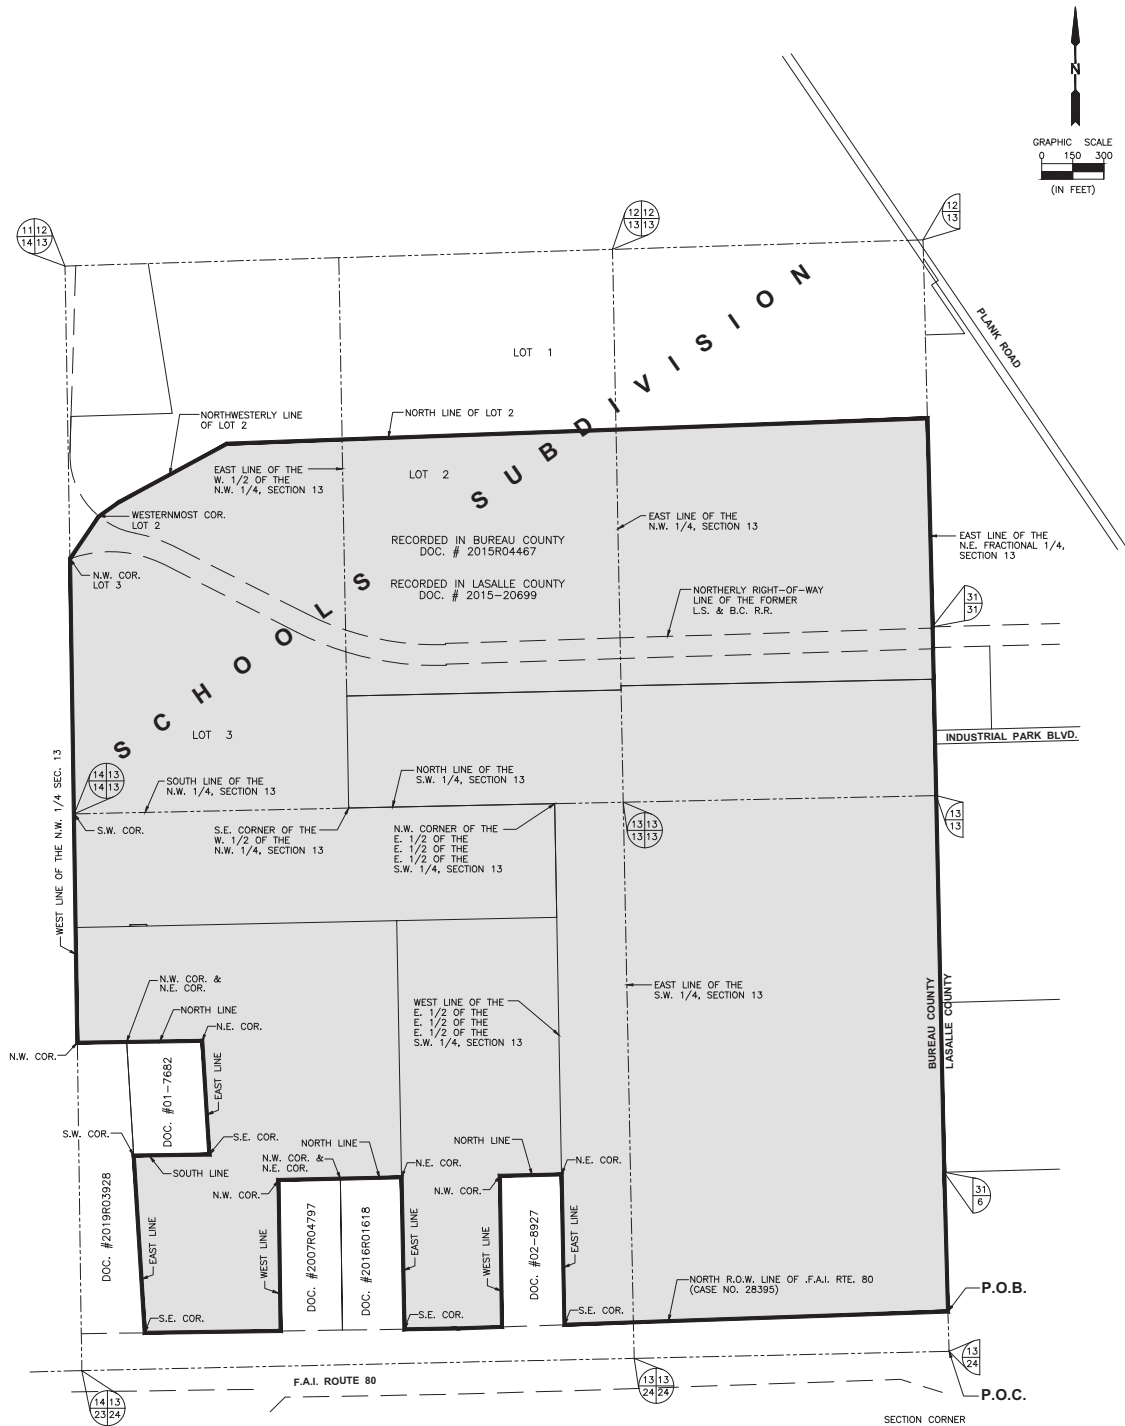 N
GRAPHIC SCALE
0 150 300
(IN FEET)
11 12
14 13
12 12
13 13
12
13
PLANK ROAD
SCHOOLS SUBDIVISION
LOT 1
NORTHWESTERLY LINE
OF LOT 2
NORTH LINE OF LOT 2
EAST LINE OF THE
W. 1/2 OF THE
N.W. 1/4, SECTION 13
LOT 2
WESTERNMOST COR.
LOT 2
EAST LINE OF THE
N.W. 1/4, SECTION 13
RECORDED IN BUREAU COUNTY
DOC. # 2015R04467
EAST LINE OF THE
N.E. FRACTIONAL 1/4,
SECTION 13
N.W. COR.
LOT 3
RECORDED IN LASALLE COUNTY
DOC. # 2015-20699
NORTHERLY RIGHT-OF-WAY
LINE OF THE FORMER
L.S. & B.C. R.R.
31
31
LOT 3
INDUSTRIAL PARK BLVD.
WEST LINE OF THE N.W. 1/4 SEC. 13
14 13
14 13
SOUTH LINE OF THE
N.W. 1/4, SECTION 13
NORTH LINE OF THE
S.W. 1/4, SECTION 13
S.W. COR.
S.E. CORNER OF THE
W. 1/2 OF THE
N.W. 1/4, SECTION 13
N.W. CORNER OF THE
E. 1/2 OF THE
E. 1/2 OF THE
E. 1/2 OF THE
S.W. 1/4, SECTION 13
13 13
13 13
13
13
N.W. COR. &
N.E. COR.
NORTH LINE
N.E. COR.
N.W. COR.
WEST LINE OF THE
E. 1/2 OF THE
E. 1/2 OF THE
E. 1/2 OF THE
S.W. 1/4, SECTION 13
EAST LINE OF THE
S.W. 1/4, SECTION 13
BUREAU COUNTY
LASALLE COUNTY
DOC. #01-7682
EAST LINE
S.W. COR.
S.E. COR.
SOUTH LINE
NORTH LINE
N.W. COR. &
N.E. COR.
N.E. COR.
N.W. COR.
NORTH LINE
N.E. COR.
N.W. COR.
31
6
DOC. #2019R03928
EAST LINE
WEST LINE
DOC. #2007R04797
DOC. #2016R01618
EAST LINE
WEST LINE
DOC. #02-8927
EAST LINE
NORTH R.O.W. LINE OF .F.A.I. RTE. 80
(CASE NO. 28395)
P.O.B.
S.E. COR.
S.E. COR.
S.E. COR.
13
24
F.A.I. ROUTE 80
14 13
23 24
13 13
24 24
P.O.C.
SECTION CORNER